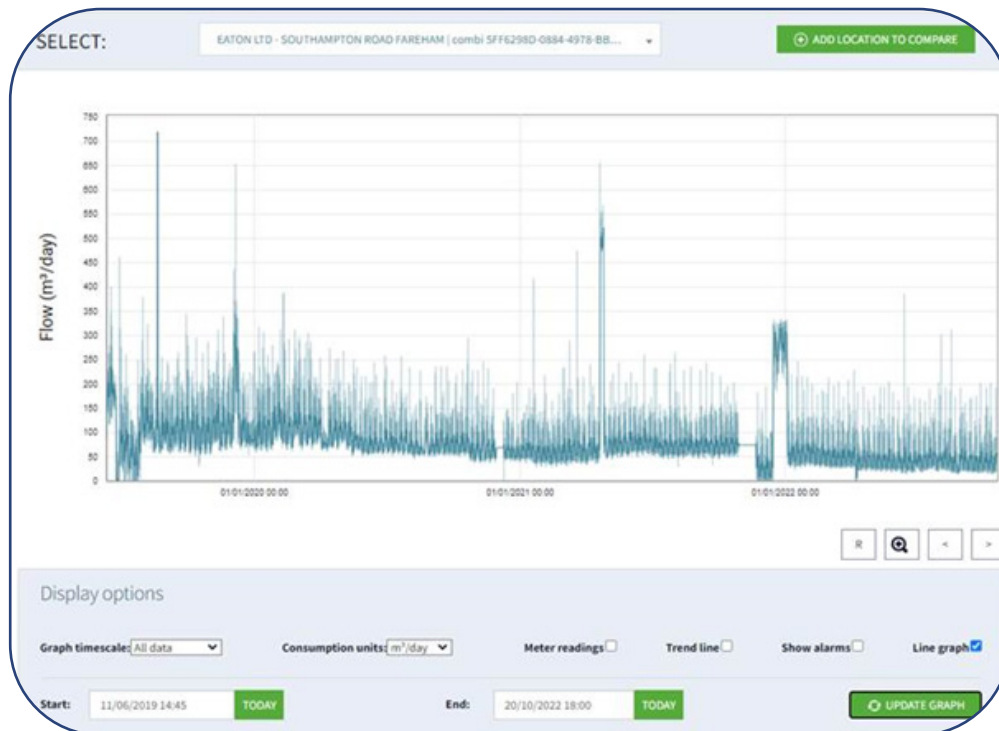 SELECT:
EATON LTD - SOUTHAMPTON ROAD FAREHAM | combi 5FF6298D-0884-4978-BB...
ADD LOCATION TO COMPARE
Flow (m³/day)
750
700
650
600
550
500
450
400
350
300
250
200
150
100
50
0
01/01/2020 00:00
01/01/2021 00:00
01/01/2022 00:00
R
<
>
Display options
Graph timescale: All data
Consumption units: m³/day
Meter readings
Trend line
Show alarms
Line graph
Start: 11/06/2019 14:45 TODAY
End: 20/10/2022 18:00 TODAY
UPDATE GRAPH